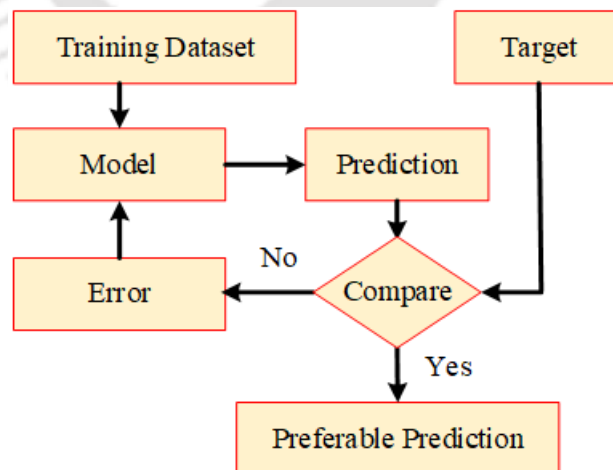 Training Dataset
Target
Model
Prediction
No
Error
Compare
Yes
Preferable Prediction